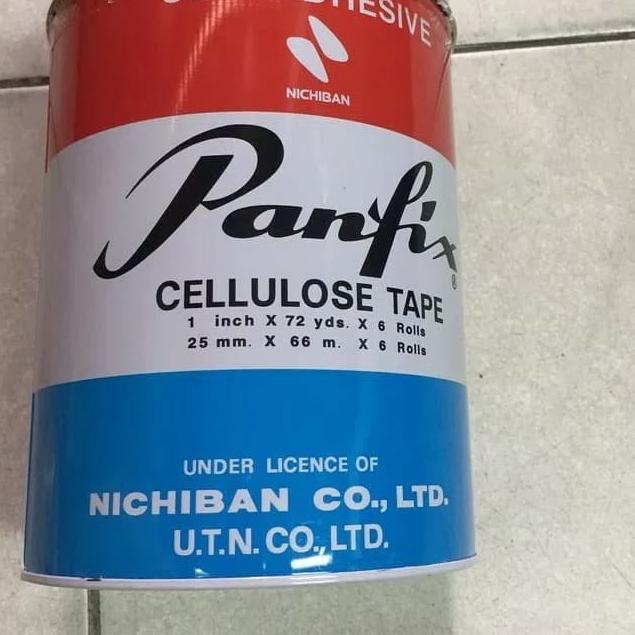 ADHESIVE
NICHIBAN
Panfix®
CELLULOSE TAPE
1 inch X 72 yds. X 6 Rolls
25 mm. X 66 m. X 6 Rolls
UNDER LICENCE OF
NICHIBAN CO., LTD.
U.T.N. CO., LTD.